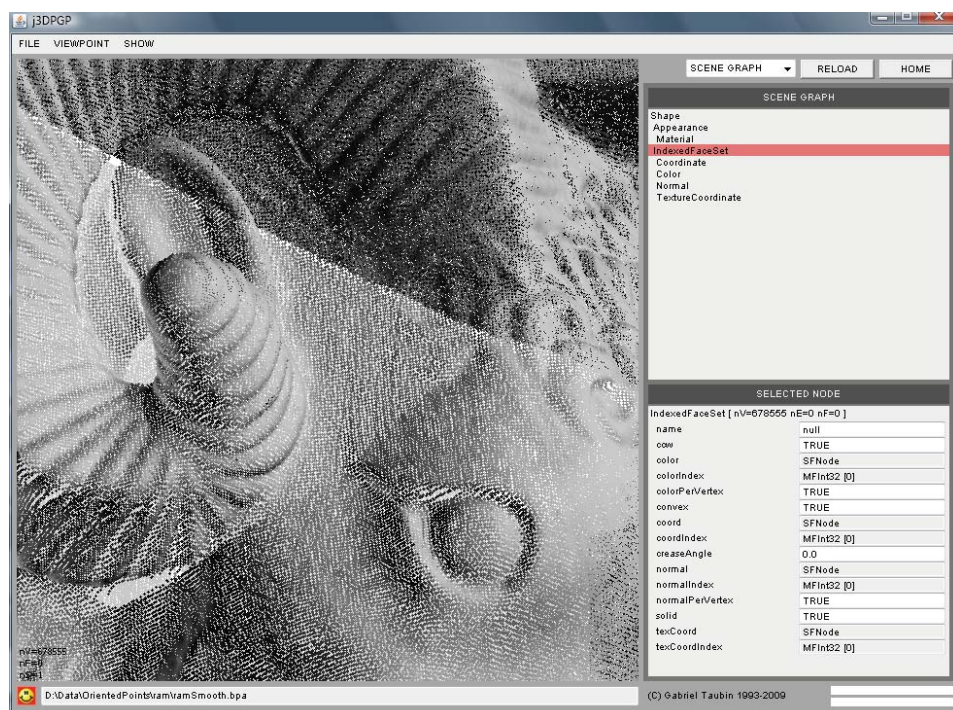 j3DPGP
FILE VIEWPOINT SHOW
SCENE GRAPH RELOAD HOME
SCENE GRAPH
Shape
Appearance
Material
IndexedFaceSet
Coordinate
Color
Normal
TextureCoordinate
SELECTED NODE
IndexedFaceSet [ nV=678555 nE=0 nF=0 ]
name null
ccw TRUE
color SFNode
colorIndex MFInt32 [0]
colorPerVertex TRUE
convex TRUE
coord SFNode
coordIndex MFInt32 [0]
creaseAngle 0.0
normal SFNode
normalIndex MFInt32 [0]
normalPerVertex TRUE
solid TRUE
texCoord SFNode
texCoordIndex MFInt32 [0]
nV=678555
nF=0
D:\Data\OrientedPoints\ram\ramSmooth.bpa
(C) Gabriel Taubin 1993-2009